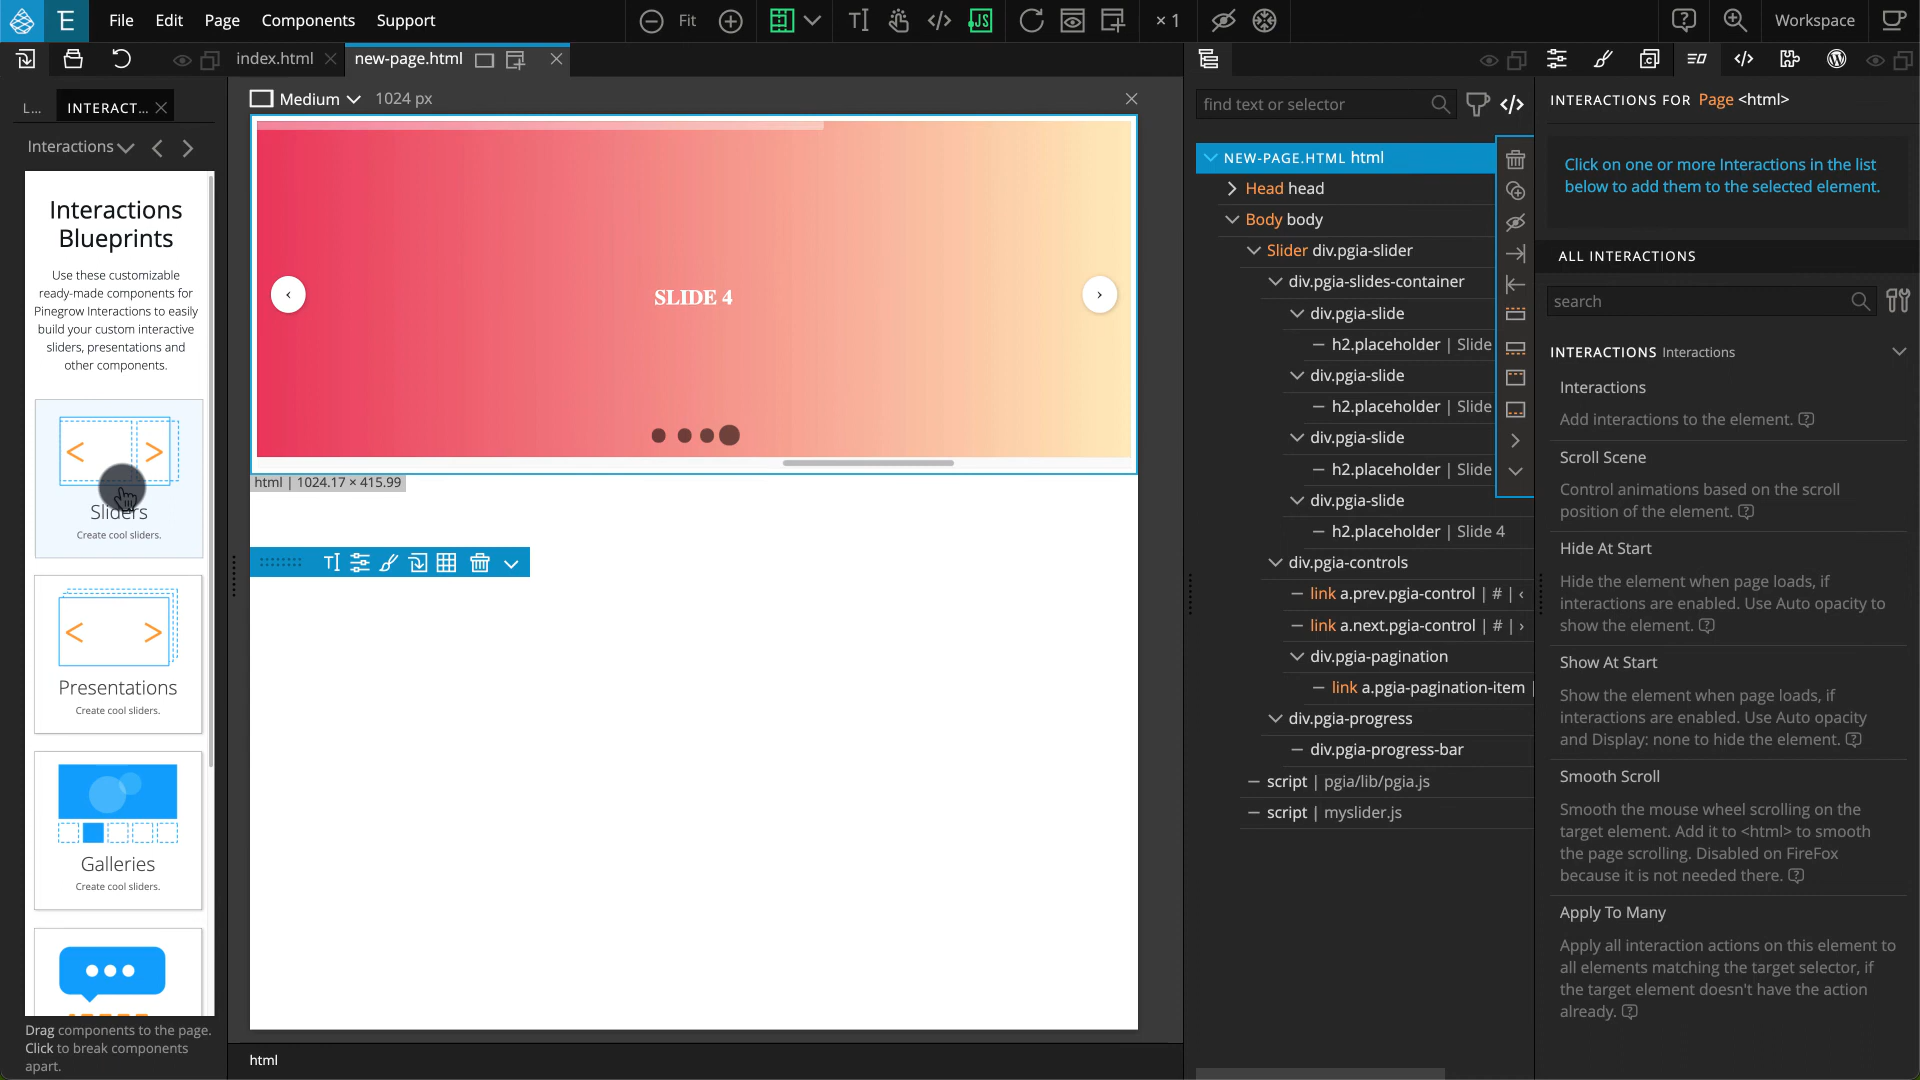 E File Edit Page Components Support Fit JS × 1 Workspace
index.html new-page.html
L... INTERACT...
Interactions
Interactions
Blueprints
Use these customizable
ready-made components for
Pinegrow Interactions to easily
build your custom interactive
sliders, presentations and
other components.
Sliders
Create cool sliders.
Presentations
Create cool sliders.
Galleries
Create cool sliders.
Drag components to the page.
Click to break components
apart.
Medium 1024 px
SLIDE 4
html | 1024.17 × 415.99
html
find text or selector
NEW-PAGE.HTML html
Head head
Body body
Slider div.pgia-slider
div.pgia-slides-container
div.pgia-slide
h2.placeholder | Slide
div.pgia-slide
h2.placeholder | Slide
div.pgia-slide
h2.placeholder | Slide
div.pgia-slide
h2.placeholder | Slide 4
div.pgia-controls
link a.prev.pgia-control | # | ‹
link a.next.pgia-control | # | ›
div.pgia-pagination
link a.pgia-pagination-item |
div.pgia-progress
div.pgia-progress-bar
script | pgia/lib/pgia.js
script | myslider.js
INTERACTIONS FOR Page <html>
Click on one or more Interactions in the list
below to add them to the selected element.
ALL INTERACTIONS
search
INTERACTIONS Interactions
Interactions
Add interactions to the element.
Scroll Scene
Control animations based on the scroll
position of the element.
Hide At Start
Hide the element when page loads, if
interactions are enabled. Use Auto opacity to
show the element.
Show At Start
Show the element when page loads, if
interactions are enabled. Use Auto opacity
and Display: none to hide the element.
Smooth Scroll
Smooth the mouse wheel scrolling on the
target element. Add it to <html> to smooth
the page scrolling. Disabled on FireFox
because it is not needed there.
Apply To Many
Apply all interaction actions on this element to
all elements matching the target selector, if
the target element doesn't have the action
already.